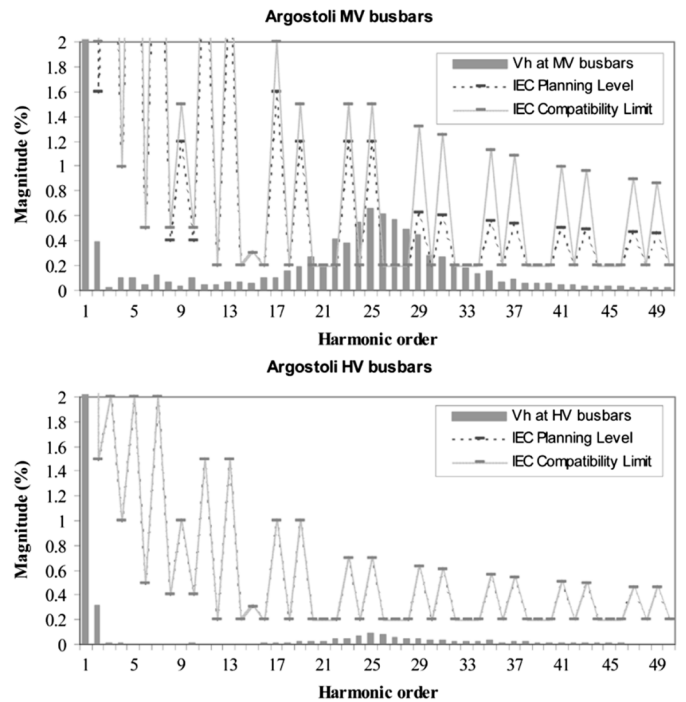 Argostoli MV busbars
Magnitude (%)
2
1.8
1.6
1.4
1.2
1
0.8
0.6
0.4
0.2
0
Vh at MV busbars
IEC Planning Level
IEC Compatibility Limit
1 5 9 13 17 21 25 29 33 37 41 45 49
Harmonic order
Argostoli HV busbars
Magnitude (%)
2
1.8
1.6
1.4
1.2
1
0.8
0.6
0.4
0.2
0
Vh at HV busbars
IEC Planning Level
IEC Compatibility Limit
1 5 9 13 17 21 25 29 33 37 41 45 49
Harmonic order